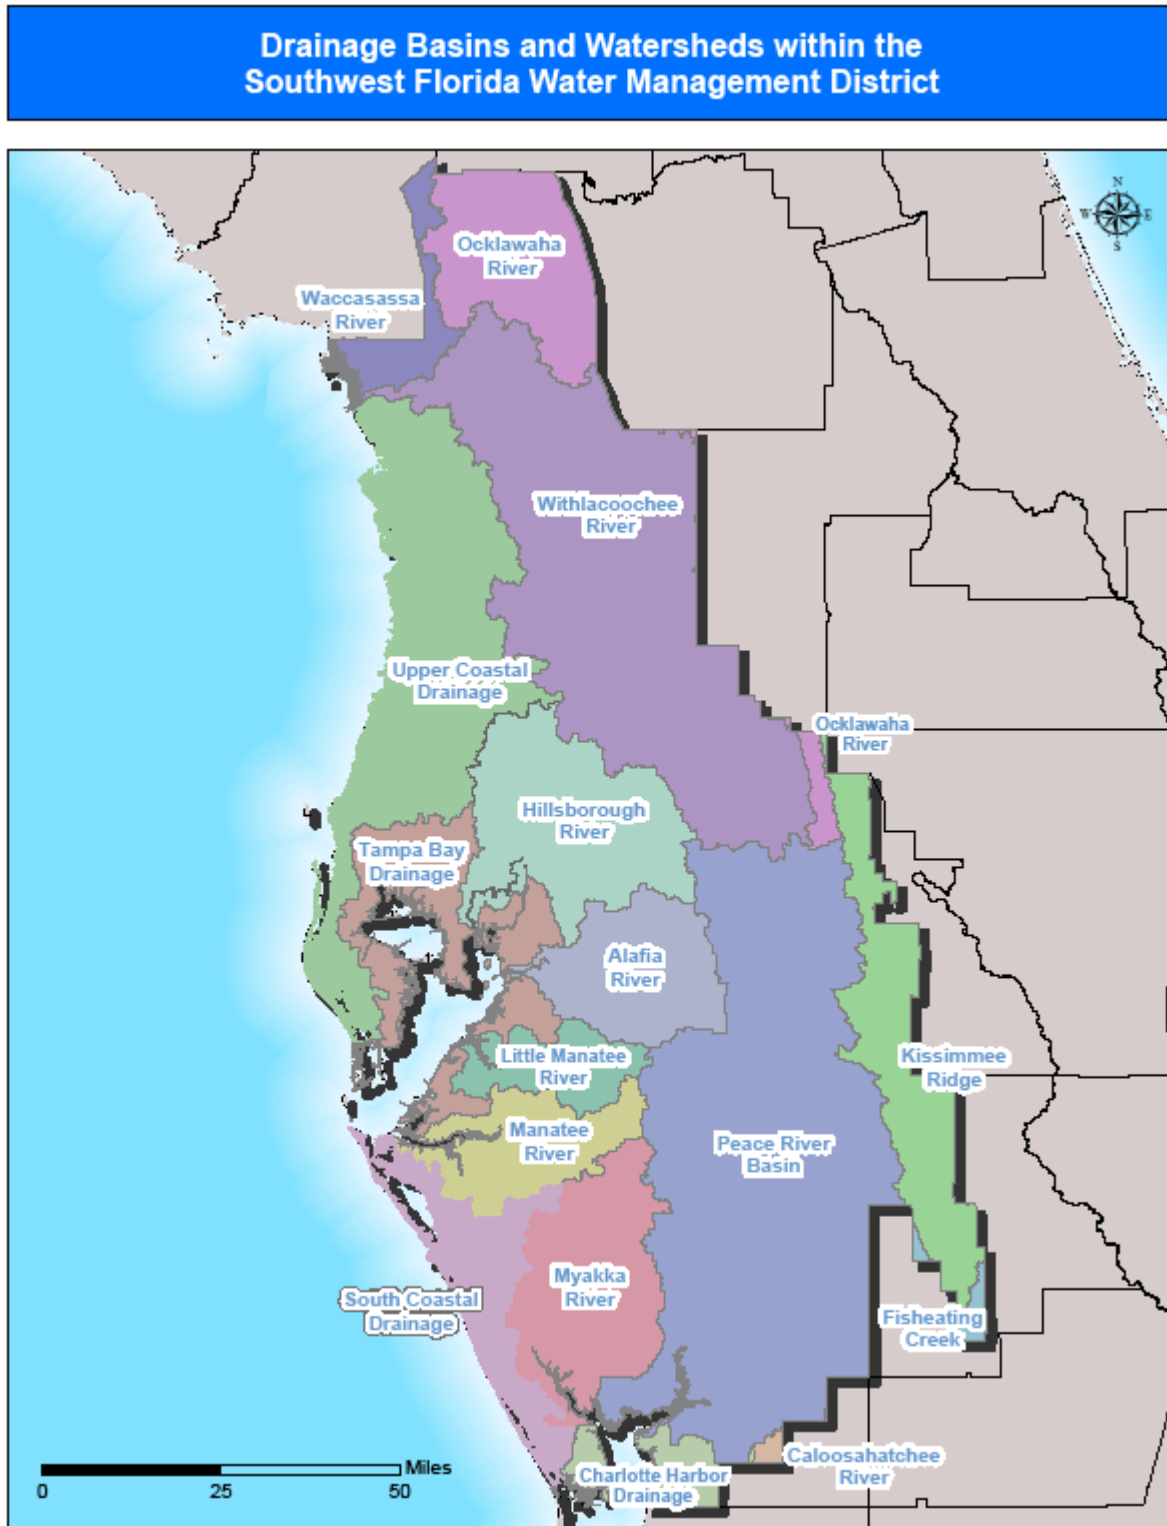 Drainage Basins and Watersheds within the
Southwest Florida Water Management District
N
W
E
S
Ocklawaha
River
Waccasassa
River
Withlacoochee
River
Upper Coastal
Drainage
Ocklawaha
River
Hillsborough
River
Tampa Bay
Drainage
Alafia
River
Little Manatee
River
Kissimmee
Ridge
Manatee
River
Peace River
Basin
Myakka
River
South Coastal
Drainage
Fisheating
Creek
Caloosahatchee
River
Charlotte Harbor
Drainage
Miles
0
25
50